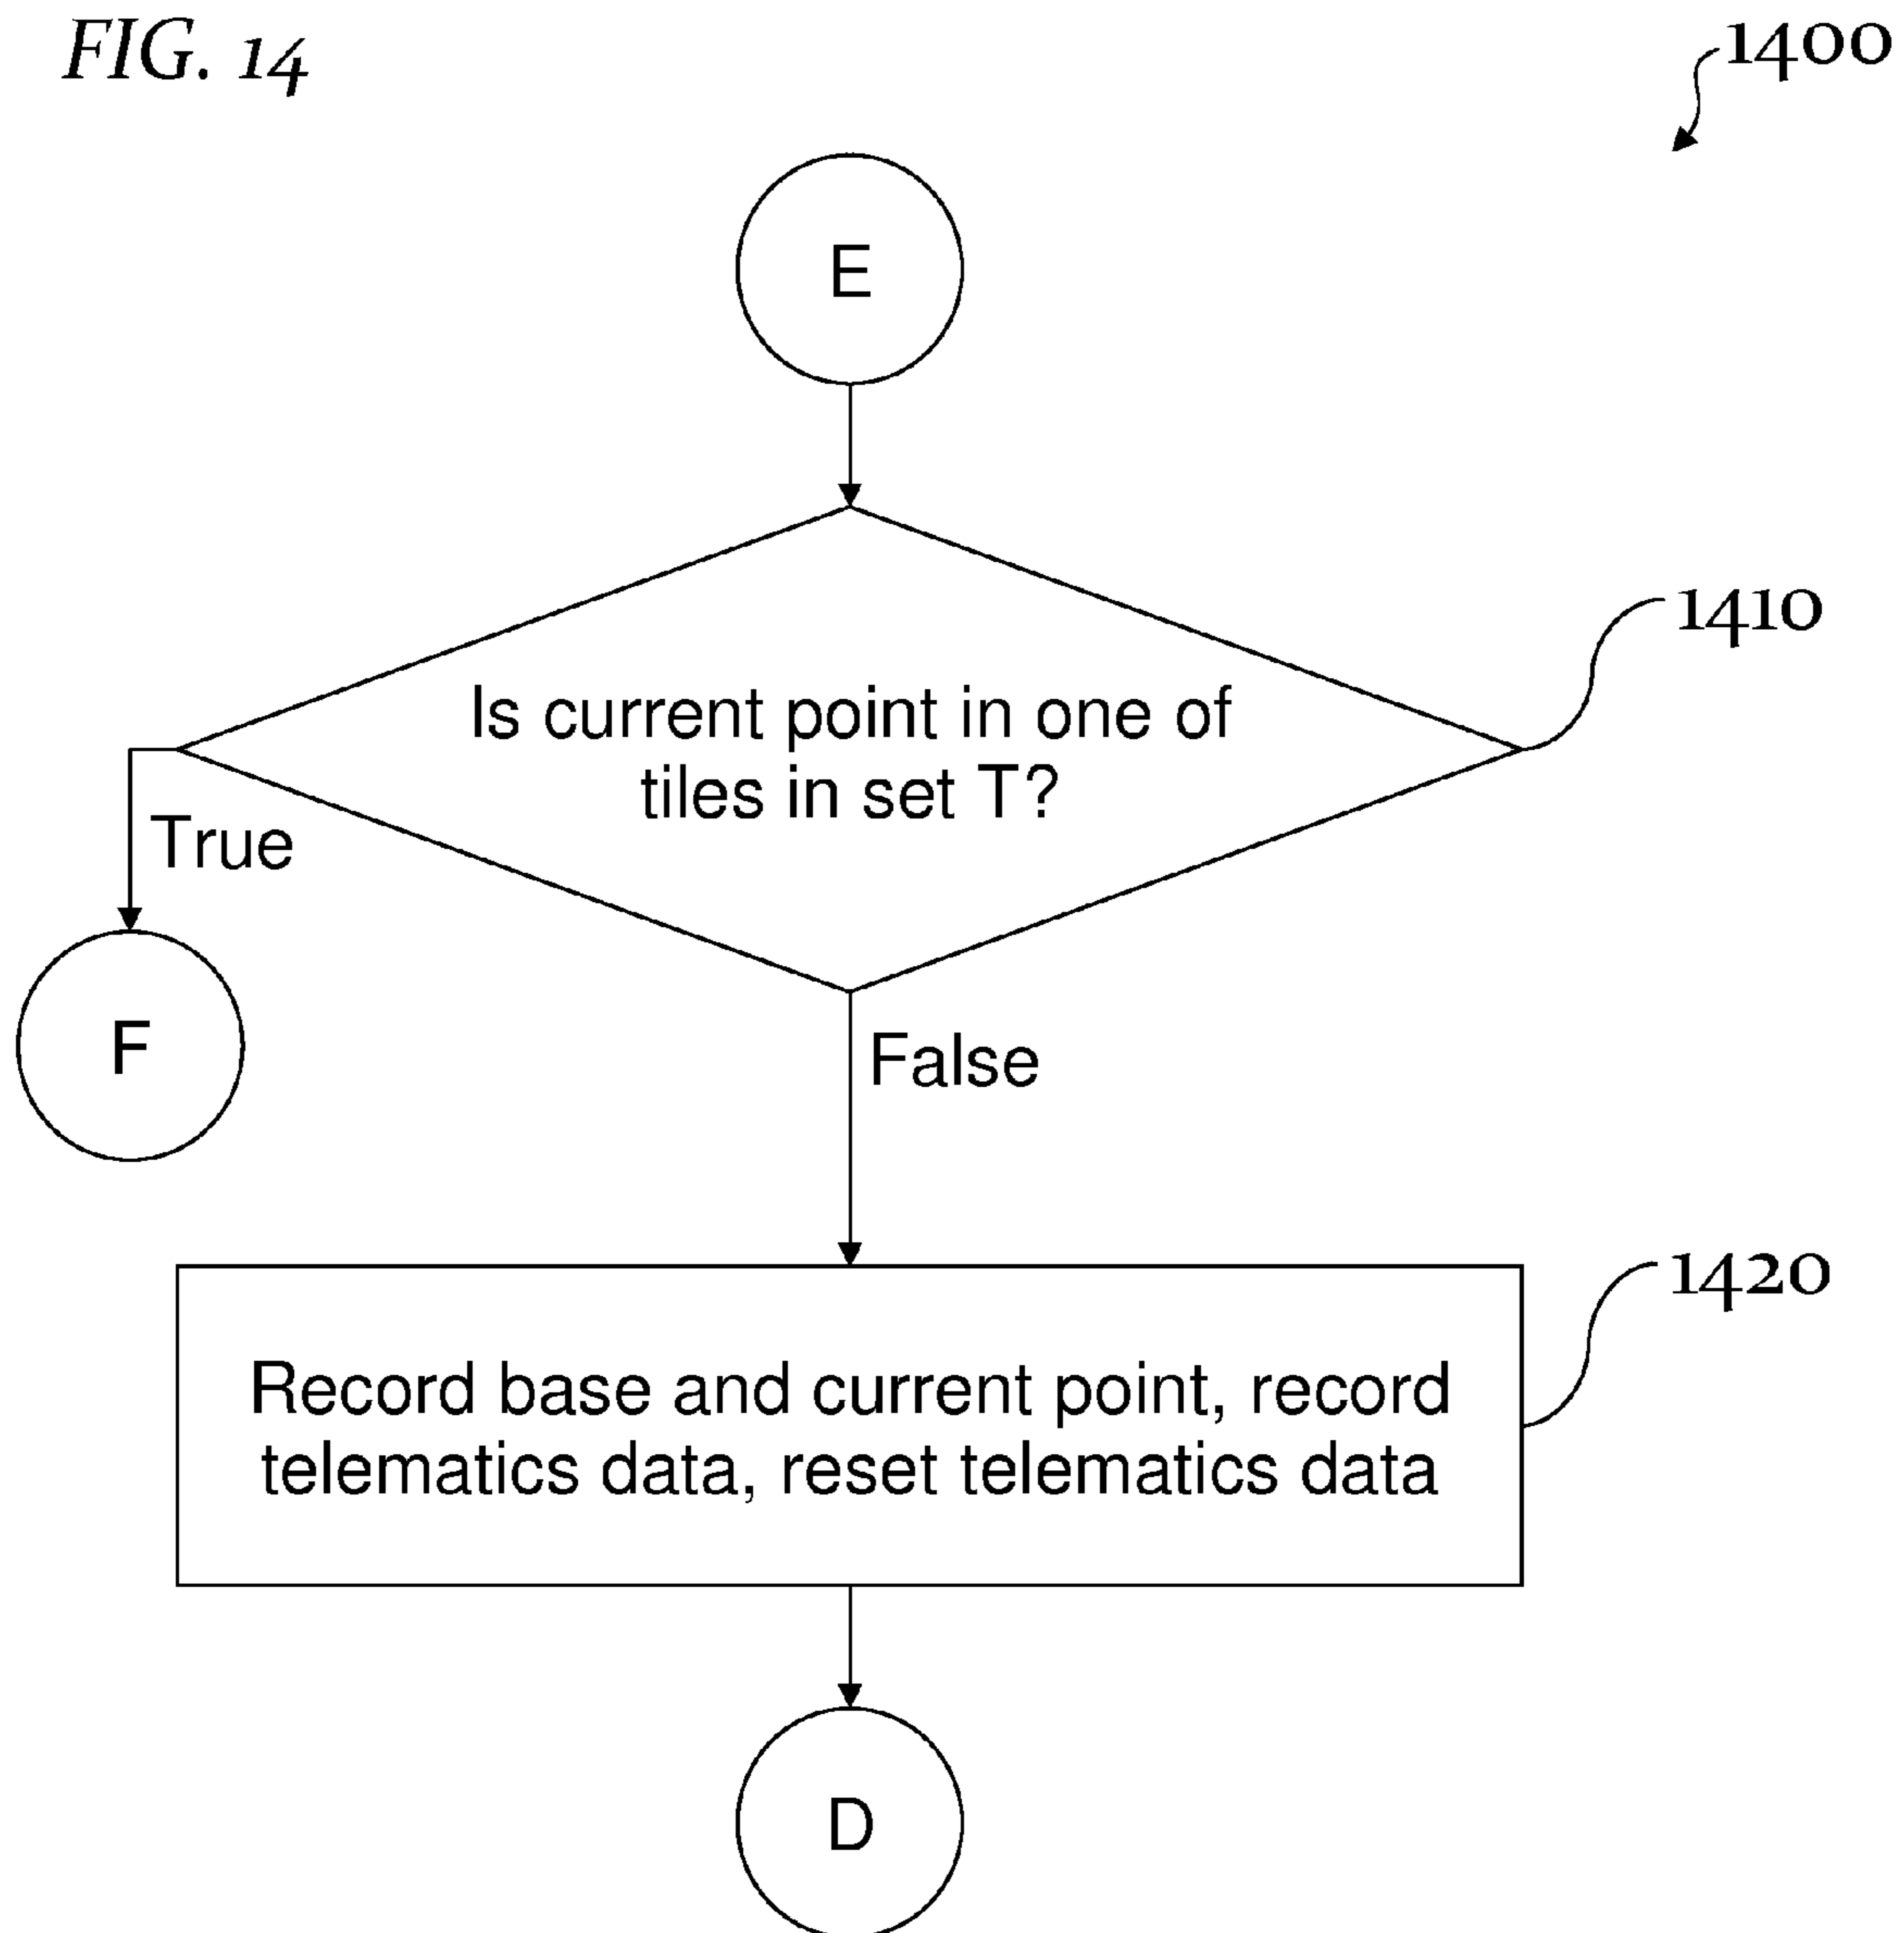 FIG. 14
1400
E
1410
Is current point in one of
tiles in set T?
True
F
False
1420
Record base and current point, record
telematics data, reset telematics data
D